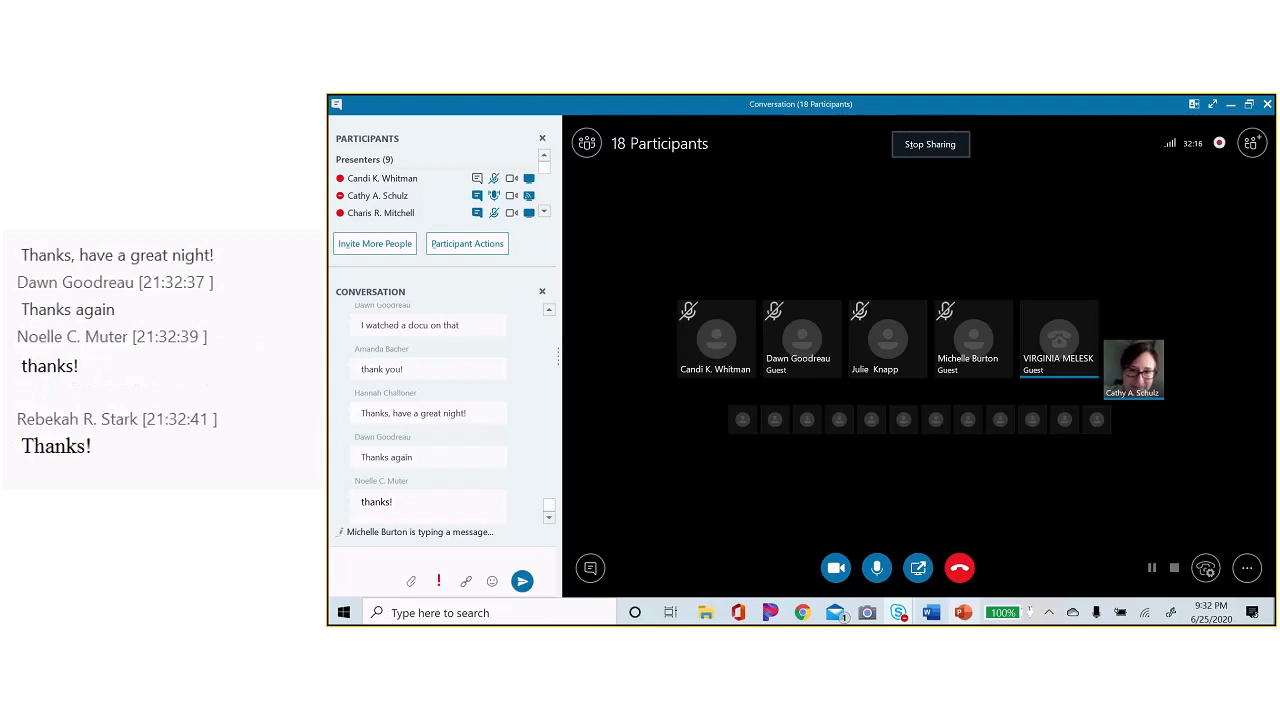 Thanks, have a great night!
Dawn Goodreau [21:32:37 ]
Thanks again
Noelle C. Muter [21:32:39 ]
thanks!
Rebekah R. Stark [21:32:41 ]
Thanks!
Conversation (18 Participants)
PARTICIPANTS
Presenters (9)
Candi K. Whitman
Cathy A. Schulz
Charis R. Mitchell
Invite More People
Participant Actions
CONVERSATION
Dawn Goodreau
I watched a docu on that
Amanda Bacher
thank you!
Hannah Challoner
Thanks, have a great night!
Dawn Goodreau
Thanks again
Noelle C. Muter
thanks!
Michelle Burton is typing a message...
18 Participants
Stop Sharing
32:16
Candi K. Whitman
Dawn Goodreau
Guest
Julie Knapp
Michelle Burton
Guest
VIRGINIA MELESK
Guest
Cathy A. Schulz
Type here to search
1
100%
9:32 PM
6/25/2020